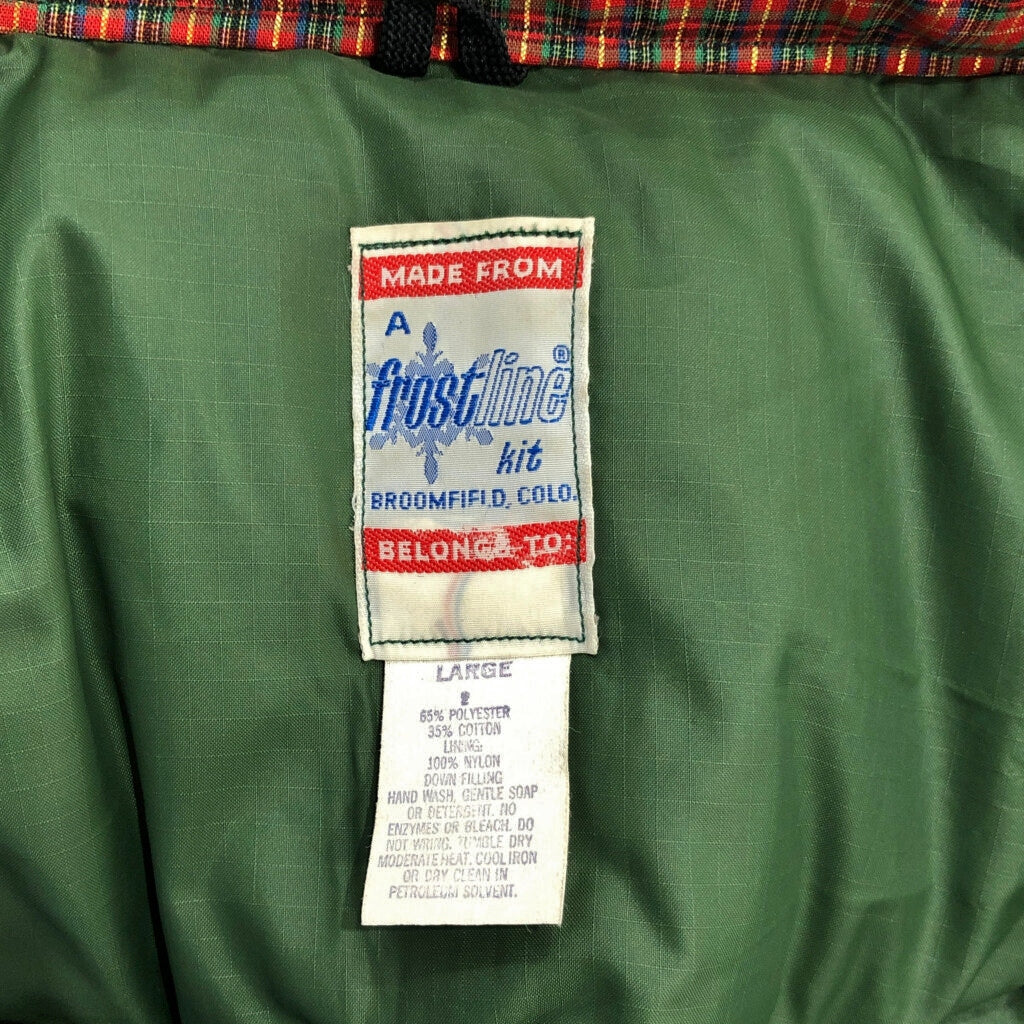 MADE FROM
A
frostline®
kit
BROOMFIELD, COLO.
BELONGS TO:
LARGE
65% POLYESTER
35% COTTON
LINING:
100% NYLON
DOWN FILLING
HAND WASH, GENTLE SOAP
OR DETERGENT. NO
ENZYMES OR BLEACH. DO
NOT WRING. TUMBLE DRY
MODERATE HEAT. COOL IRON
OR DRY CLEAN IN
PETROLEUM SOLVENT.